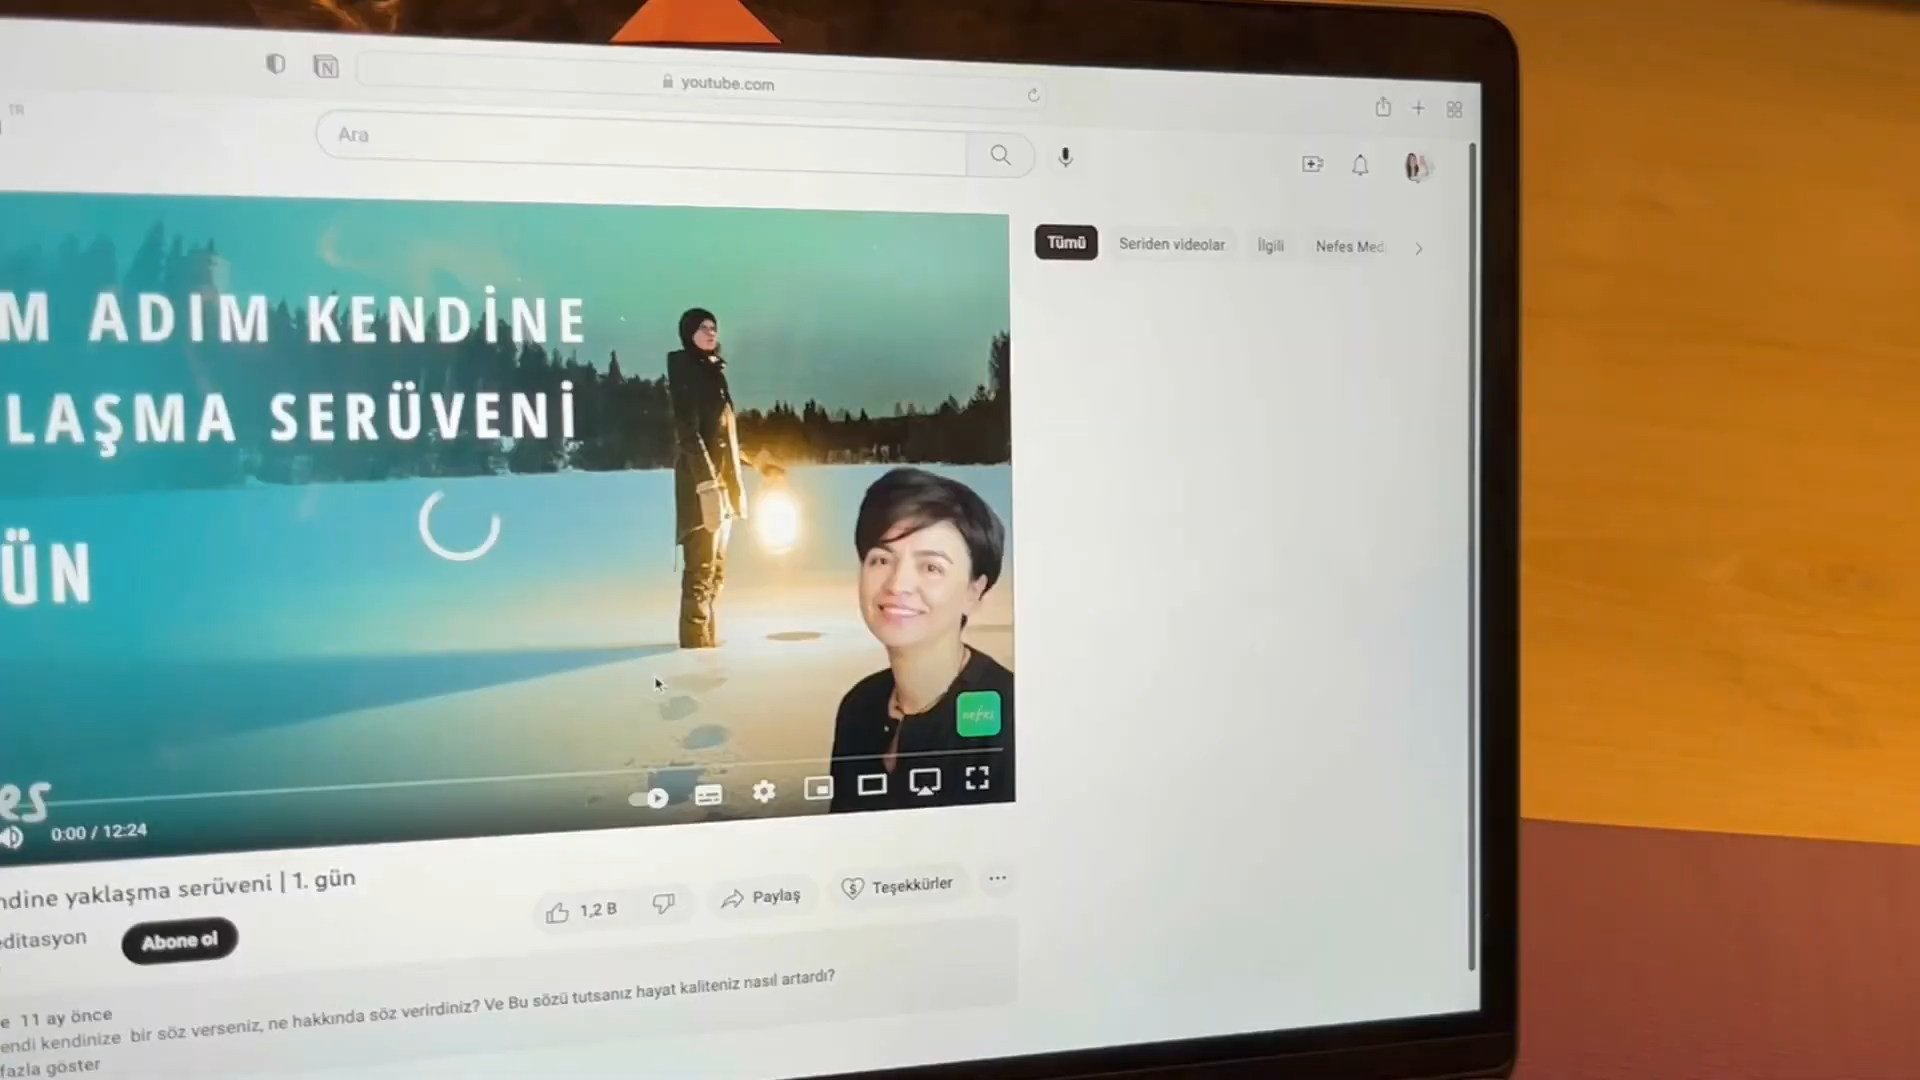 youtube.com
TR
Ara
Tümü
Seriden videolar
İlgili
Nefes Med
M ADIM KENDİNE
LAŞMA SERÜVENİ
ÜN
nefes
es
0:00 / 12:24
ndine yaklaşma serüveni | 1. gün
1,2 B
Paylaş
Teşekkürler
editasyon
Abone ol
e 11 ay önce
endi kendinize bir söz verseniz, ne hakkında söz verirdiniz? Ve Bu sözü tutsanız hayat kaliteniz nasıl artardı?
fazla göster